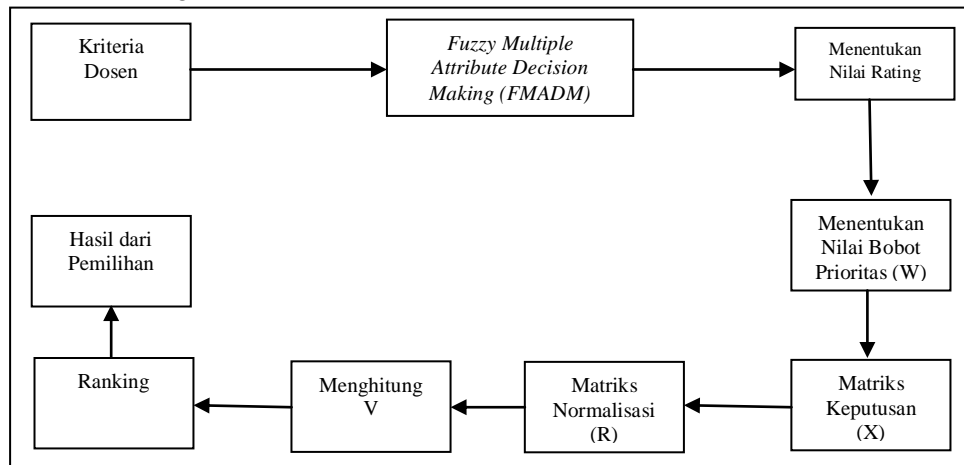 Kriteria
Dosen
Fuzzy Multiple
Attribute Decision
Making (FMADM)
Menentukan
Nilai Rating
Menentukan
Nilai Bobot
Prioritas (W)
Matriks
Keputusan
(X)
Matriks
Normalisasi
(R)
Menghitung
V
Ranking
Hasil dari
Pemilihan